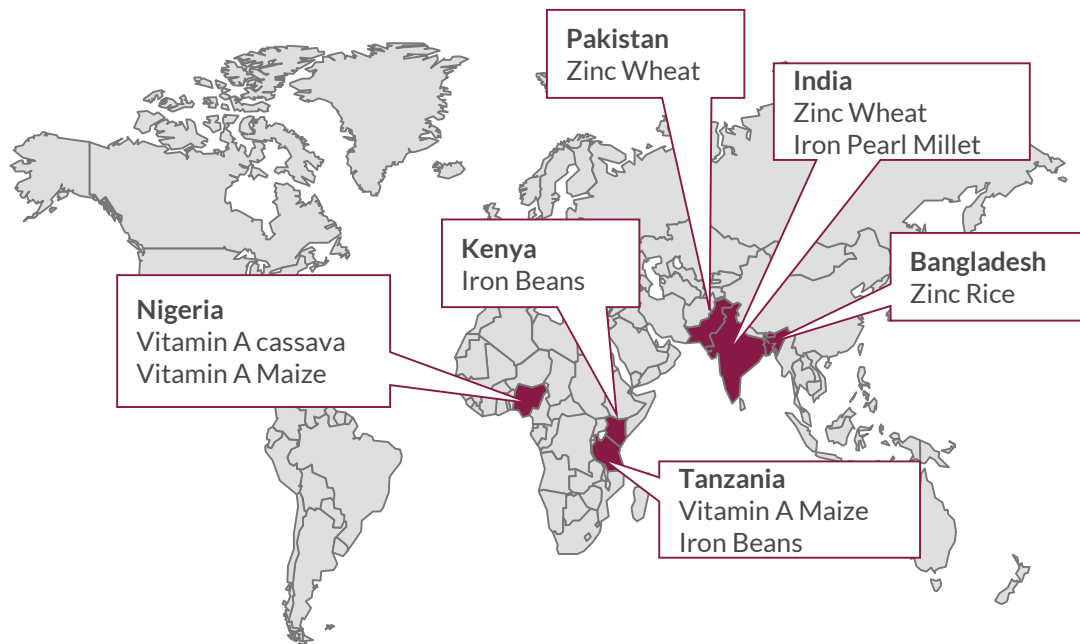 Pakistan
Zinc Wheat
India
Zinc Wheat
Iron Pearl Millet
Kenya
Iron Beans
Bangladesh
Zinc Rice
Nigeria
Vitamin A cassava
Vitamin A Maize
Tanzania
Vitamin A Maize
Iron Beans